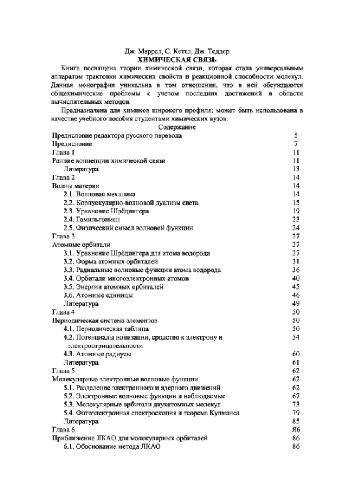 Дж. Маррел, С. Кеттл, Дж. Теддер
ХИМИЧЕСКАЯ СВЯЗЬ
Книга посвящена теории химической связи, которая стала универсальным
аппаратом трактовки химических свойств и реакционной способности молекул.
Данная монография уникальна в том отношении, что в ней обсуждаются
общехимические проблемы с учетом последних достижений в области
вычислительных методов.
Предназначена для химиков широкого профиля; может быть использована в
качестве учебного пособия студентами химических вузов.
Содержание
Предисловие редактора русского перевода 5
Предисловие 7
Глава 1 11
Ранние концепции химической связи 11
Литература 13
Глава 2 14
Волны материи 14
2.1. Волновая механика 14
2.2. Корпускулярно-волновой дуализм света 15
2.3. Уравнение Шрёдингера 19
2.4. Гамильтониан 23
2.5. Физический смысл волновой функции 24
Глава 3 27
Атомные орбитали 27
3.1. Уравнение Шрёдингера для атома водорода 27
3.2. Форма атомных орбиталей 31
3.3. Радиальные волновые функции атома водорода 36
3.4. Орбитали многоэлектронных атомов 40
3.5. Энергии атомных орбиталей 45
3.6. Атомные единицы 46
Литература 49
Глава 4 50
Периодическая система элементов 50
4.1. Периодическая таблица 50
4.2. Потенциалы ионизации, сродство к электрону и 54
электроотрицательности
4.3. Атомные радиусы 60
Литература 61
Глава 5 62
Молекулярные электронные волновые функции 62
5.1. Разделение электронного и ядерного движений 62
5.2. Электронные волновые функции и наблюдаемые 67
5.3. Молекулярные орбитали двухатомных молекул 73
5.4. Фотоэлектронная спектроскопия и теорема Купманса 79
Литература 85
Глава 6 86
Приближение ЛКАО для молекулярных орбиталей 86
6.1. Обоснование метода ЛКАО 86